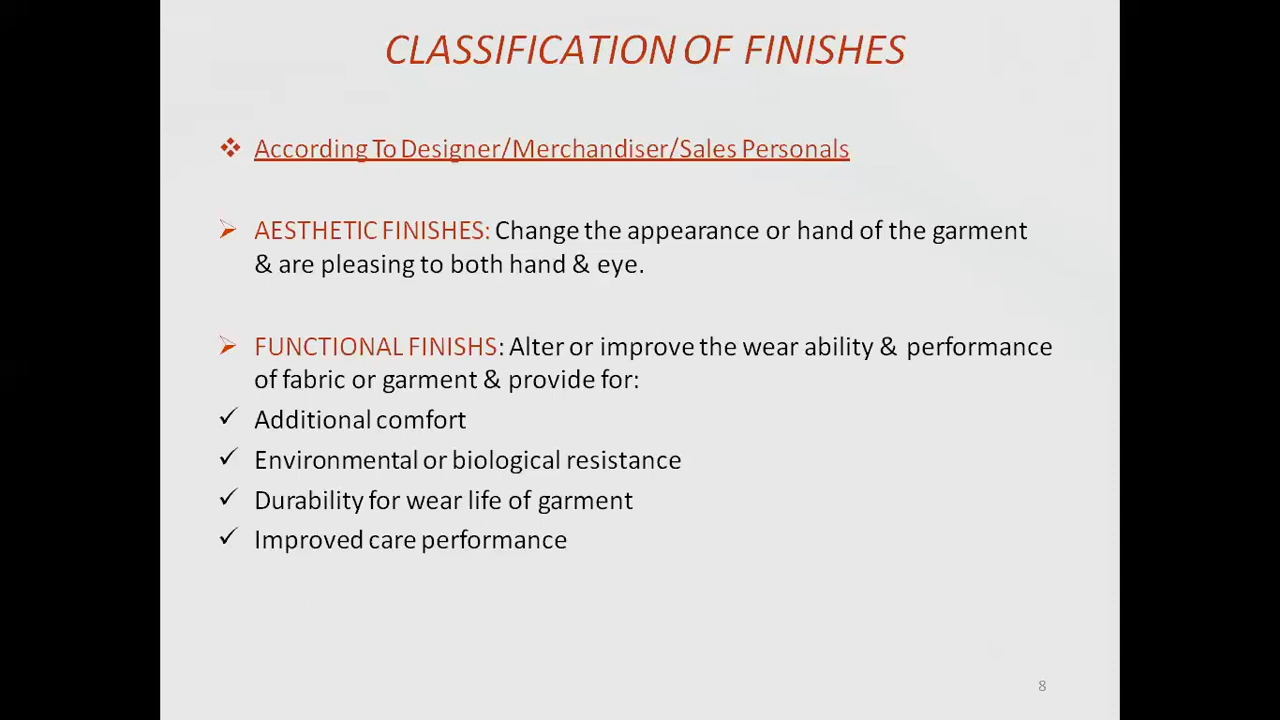 CLASSIFICATION OF FINISHES
❖ According To Designer/Merchandiser/Sales Personals
➢ AESTHETIC FINISHES: Change the appearance or hand of the garment
& are pleasing to both hand & eye.
➢ FUNCTIONAL FINISHS: Alter or improve the wear ability & performance
of fabric or garment & provide for:
✓ Additional comfort
✓ Environmental or biological resistance
✓ Durability for wear life of garment
✓ Improved care performance
8